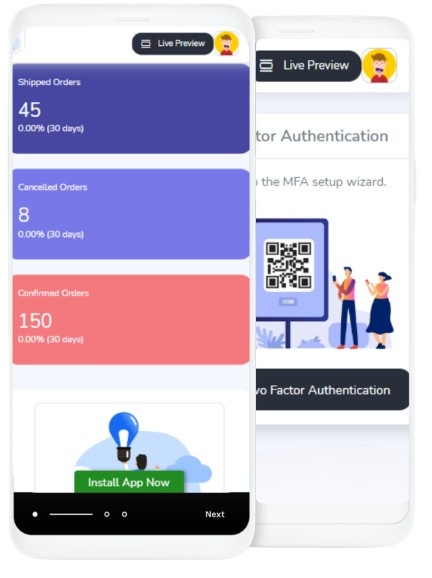 Live Preview
Shipped Orders
45
0.00% (30 days)
Cancelled Orders
8
0.00% (30 days)
Confirmed Orders
150
0.00% (30 days)
Install App Now
Next
Live Preview
tor Authentication
the MFA setup wizard.
vo Factor Authentication